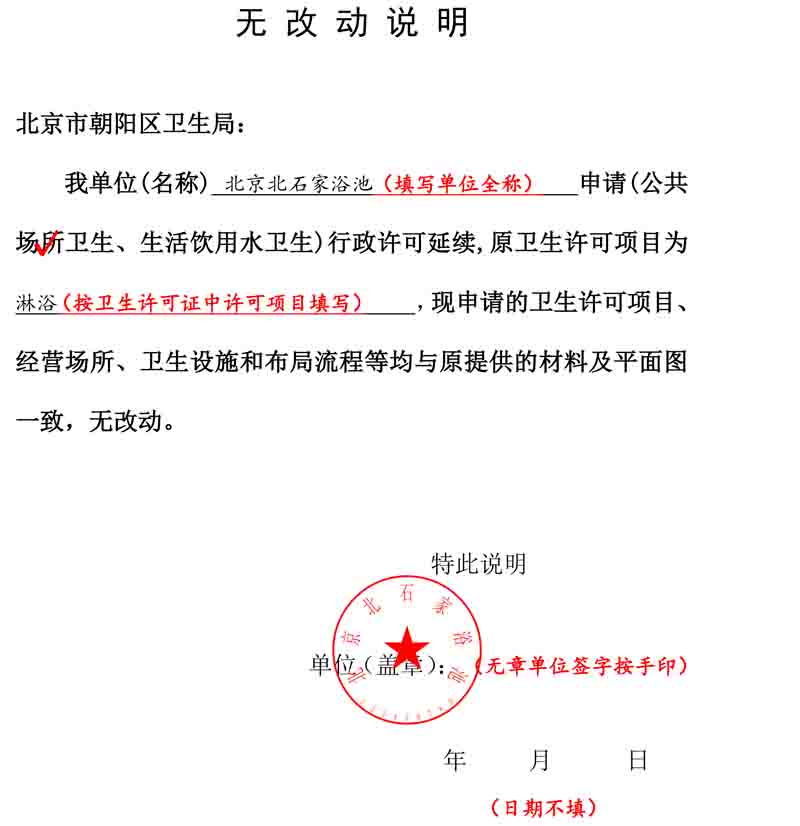 无改动说明
北京市朝阳区卫生局：
我单位(名称) 北京北石家浴池（填写单位全称） 申请(公共
场所卫生、生活饮用水卫生)行政许可延续,原卫生许可项目为
淋浴（按卫生许可证中许可项目填写） ,现申请的卫生许可项目、
经营场所、卫生设施和布局流程等均与原提供的材料及平面图
一致，无改动。
特此说明
北京北石家浴池
单位（盖章）：（无章单位签字按手印）
年 月 日
（日期不填）